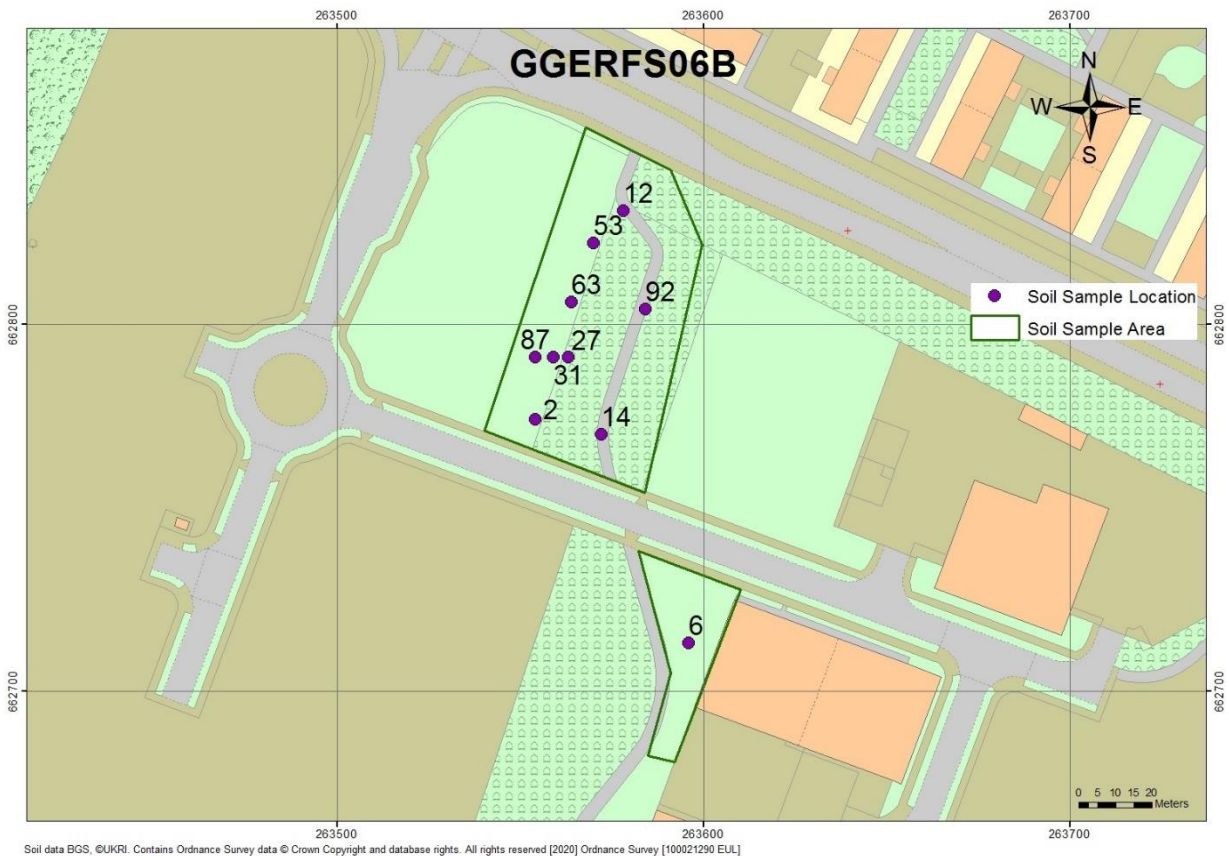 263500 263600 263700
GGERFS06B
N
W E
S
12
53
63 92
Soil Sample Location
Soil Sample Area
662800 662800
87 27
31
2 14
6
662700 662700
0 5 10 15 20
Meters
263500 263600 263700
Soil data BGS, ©UKRI. Contains Ordnance Survey data © Crown Copyright and database rights. All rights reserved [2020] Ordnance Survey [100021290 EUL]